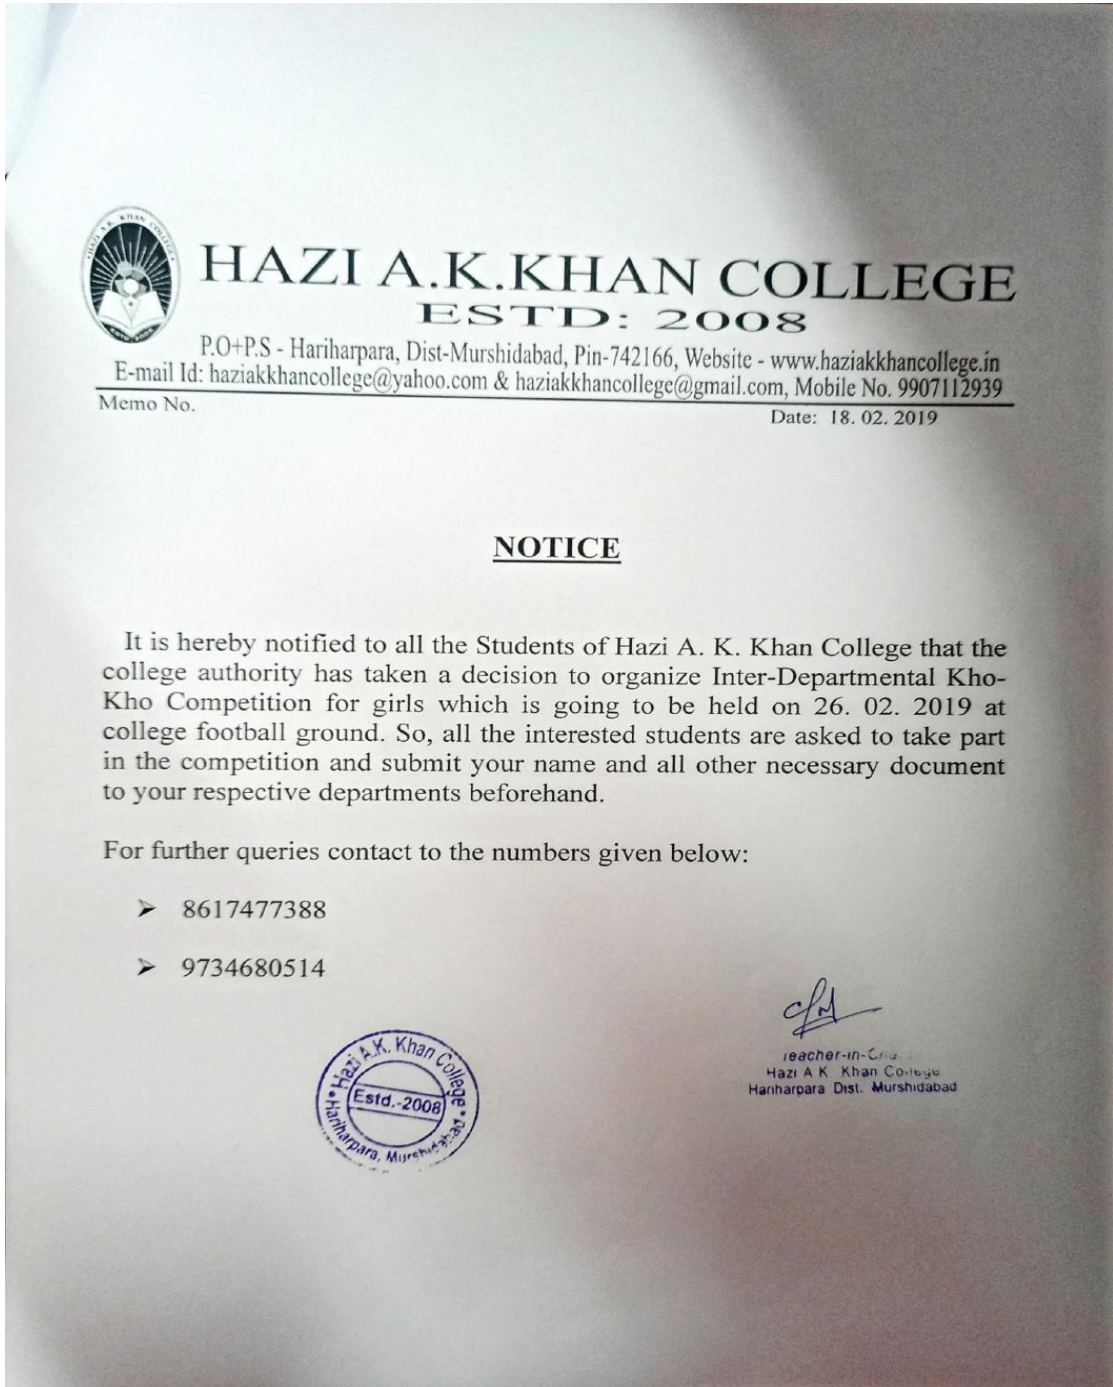 HAZI A.K. KHAN COLLEGE
HAZI A.K.KHAN COLLEGE
ESTD: 2008
P.O+P.S - Hariharpara, Dist-Murshidabad, Pin-742166, Website - www.haziakkhancollege.in
E-mail Id: haziakkhancollege@yahoo.com & haziakkhancollege@gmail.com, Mobile No. 9907112939
Memo No.
Date: 18. 02. 2019
NOTICE
It is hereby notified to all the Students of Hazi A. K. Khan College that the
college authority has taken a decision to organize Inter-Departmental Kho-
Kho Competition for girls which is going to be held on 26. 02. 2019 at
college football ground. So, all the interested students are asked to take part
in the competition and submit your name and all other necessary document
to your respective departments beforehand.
For further queries contact to the numbers given below:
➢ 8617477388
➢ 9734680514
Hazi A.K. Khan College
Estd.-2008
Hariharpara, Murshidabad
Teacher-in-
Hazi A K Khan College
Hariharpara Dist. Murshidabad